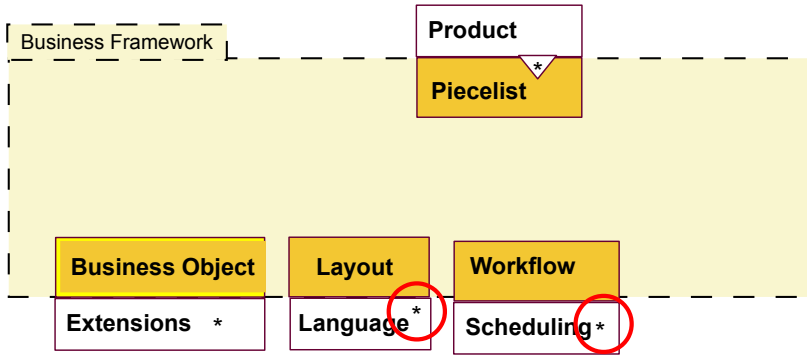 Product
Business Framework
*
Piecelist
Business Object
Layout
Workflow
Extensions *
Language *
Scheduling *